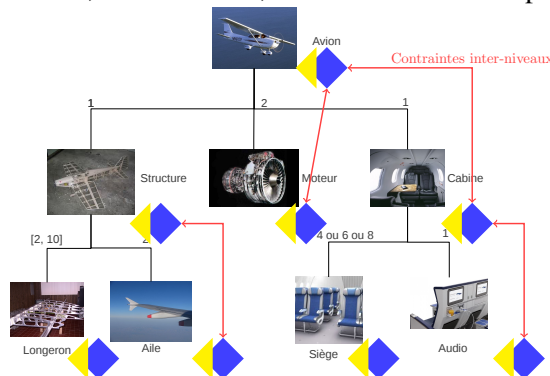 Avion
Contraintes inter-niveaux
1
2
1
Structure
Moteur
Cabine
[2, 10]
2
4 ou 6 ou 8
1
Longeron
Aile
Siège
Audio